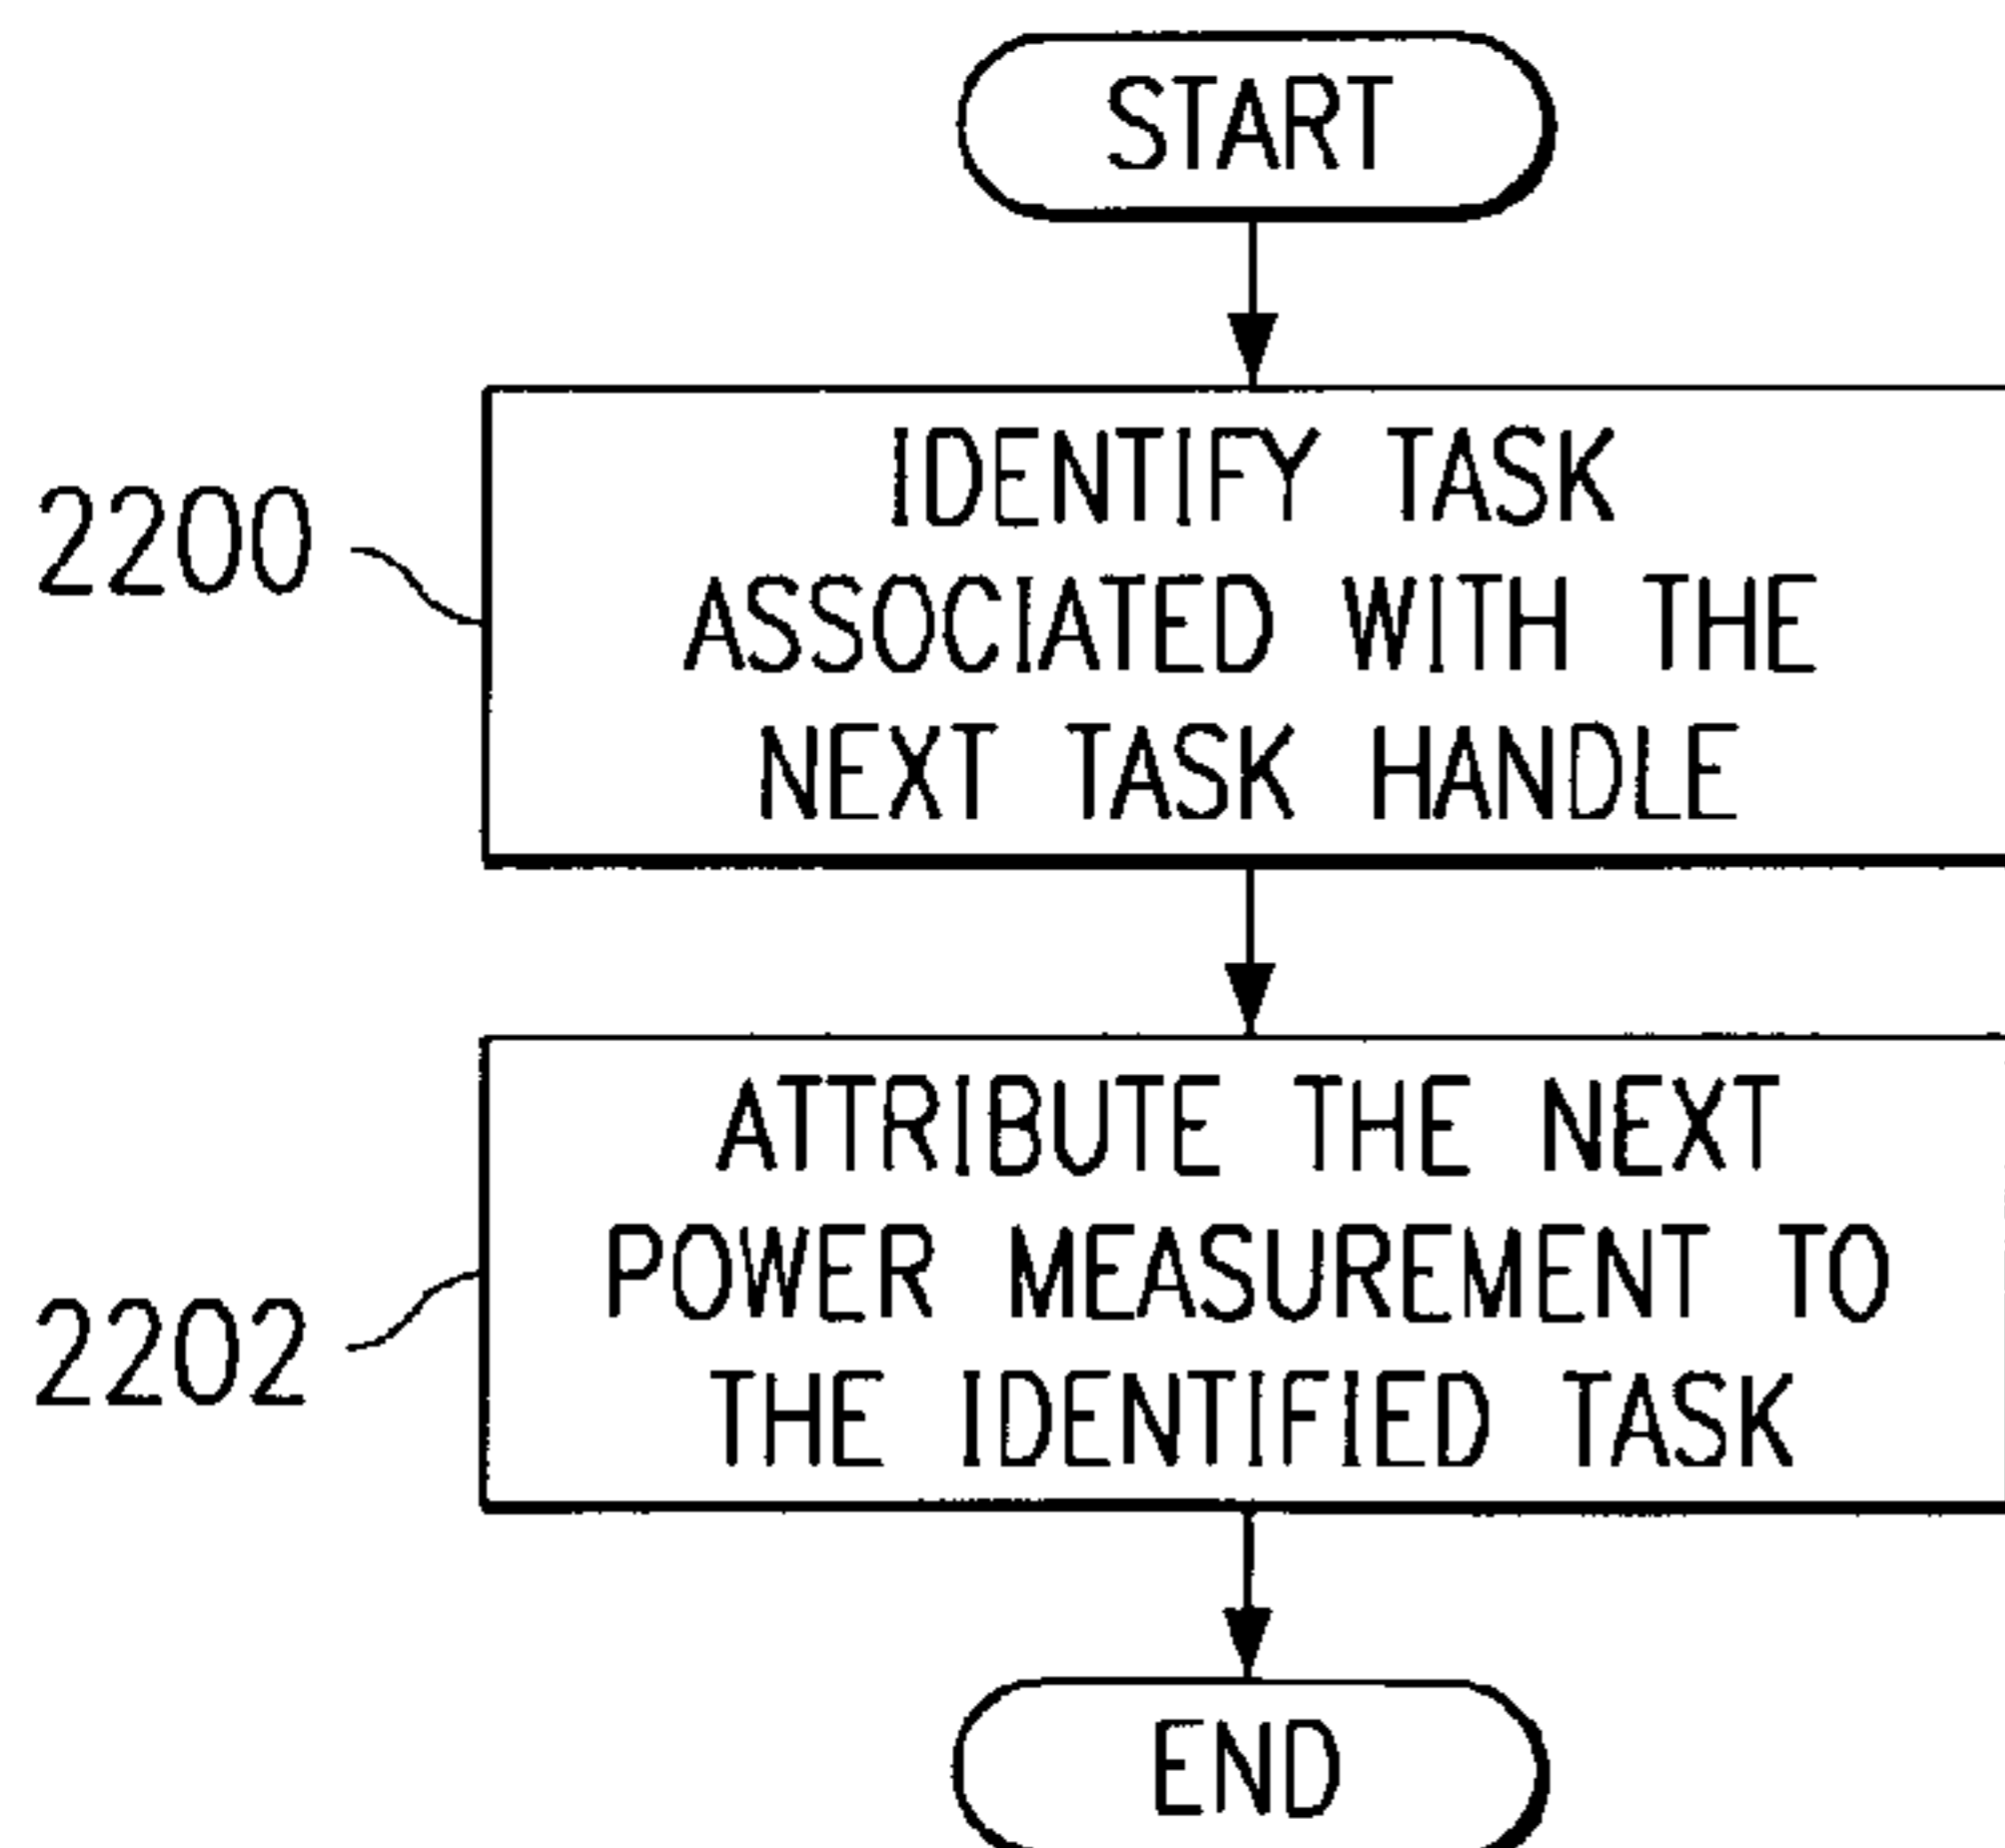 START
IDENTIFY TASK
2200
ASSOCIATED WITH THE
NEXT TASK HANDLE
ATTRIBUTE THE NEXT
POWER MEASUREMENT TO
2202
THE IDENTIFIED TASK
END